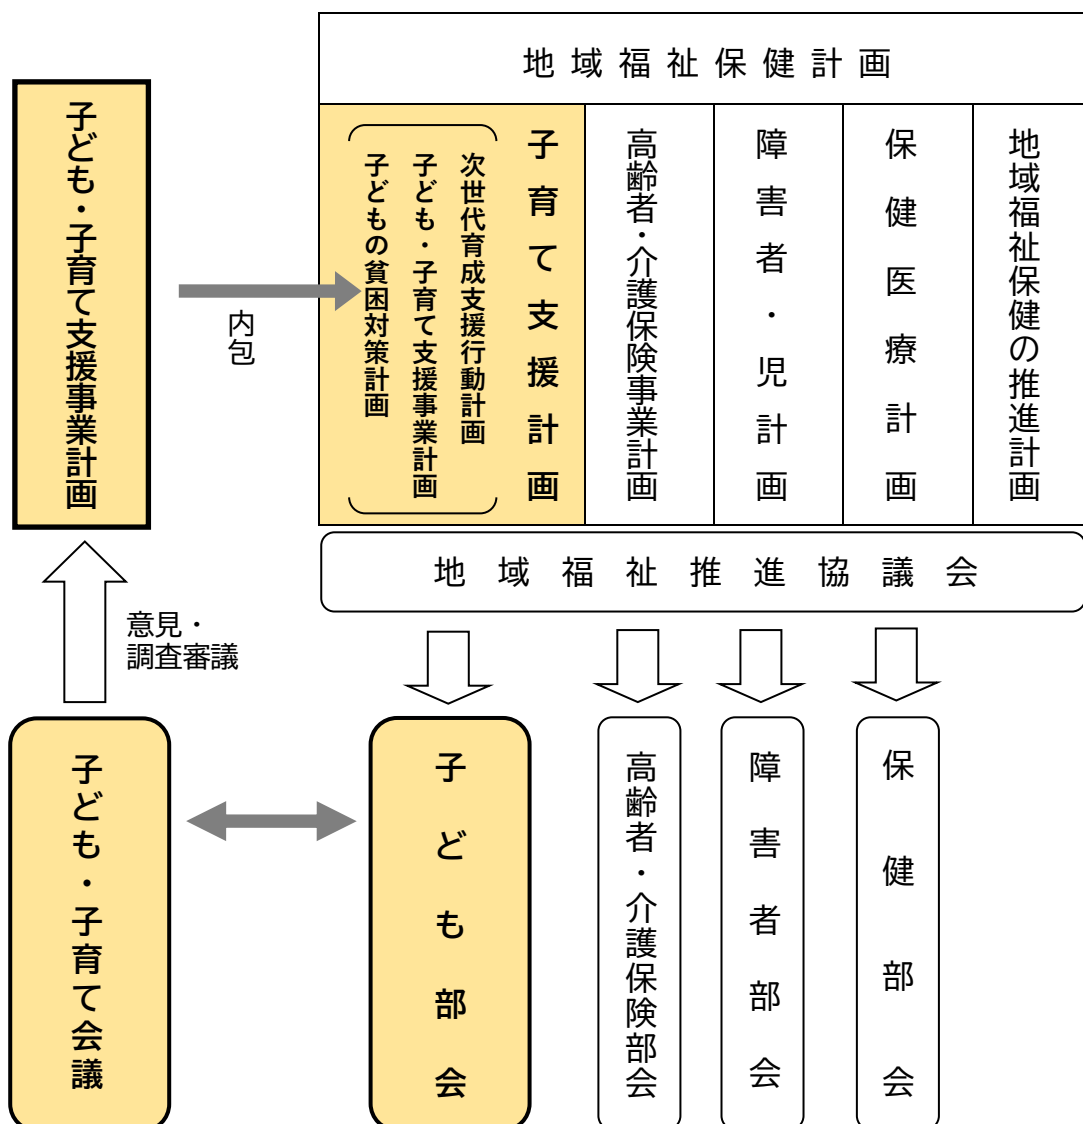 地域福祉保健計画
子ども・子育て支援事業計画
内包
子育て支援計画
次世代育成支援行動計画
子ども・子育て支援事業計画
子どもの貧困対策計画
高齢者・介護保険事業計画
障害者・児計画
保健医療計画
地域福祉保健の推進計画
地域福祉推進協議会
意見・
調査審議
子ども・子育て会議
子ども部会
高齢者・介護保険部会
障害者部会
保健部会